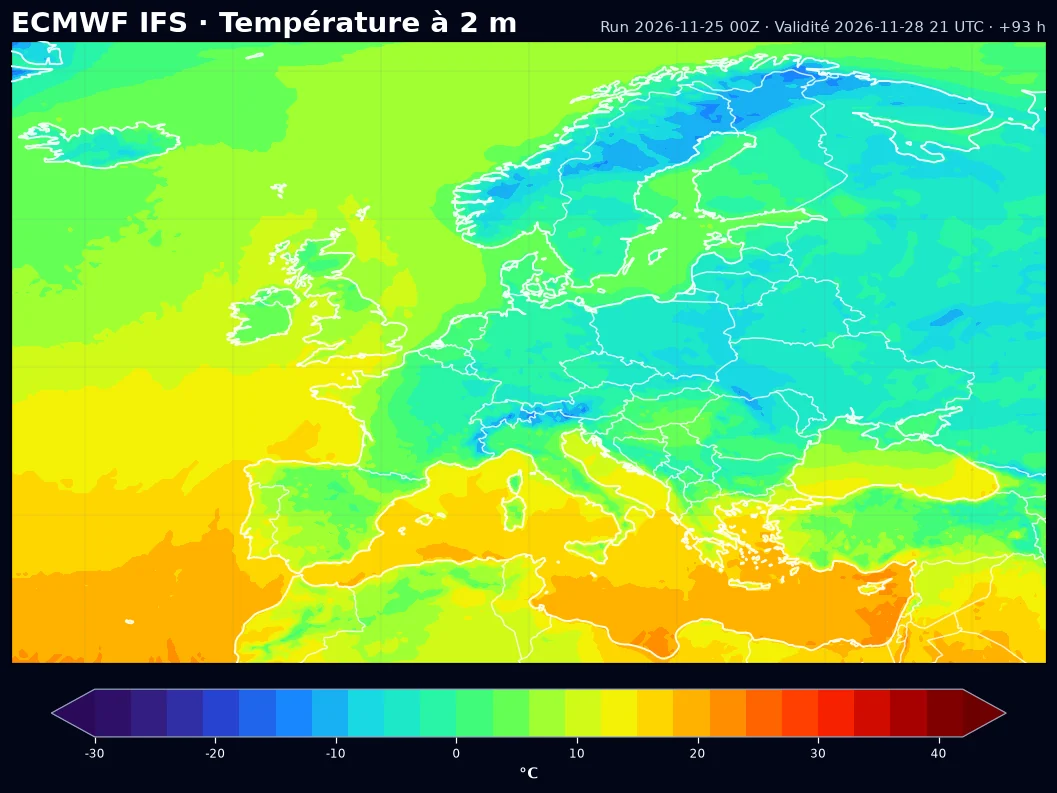 ECMWF IFS · Température à 2 m
Run 2026-11-25 00Z · Validité 2026-11-28 21 UTC · +93 h
-30 -20 -10 0 10 20 30 40
°C